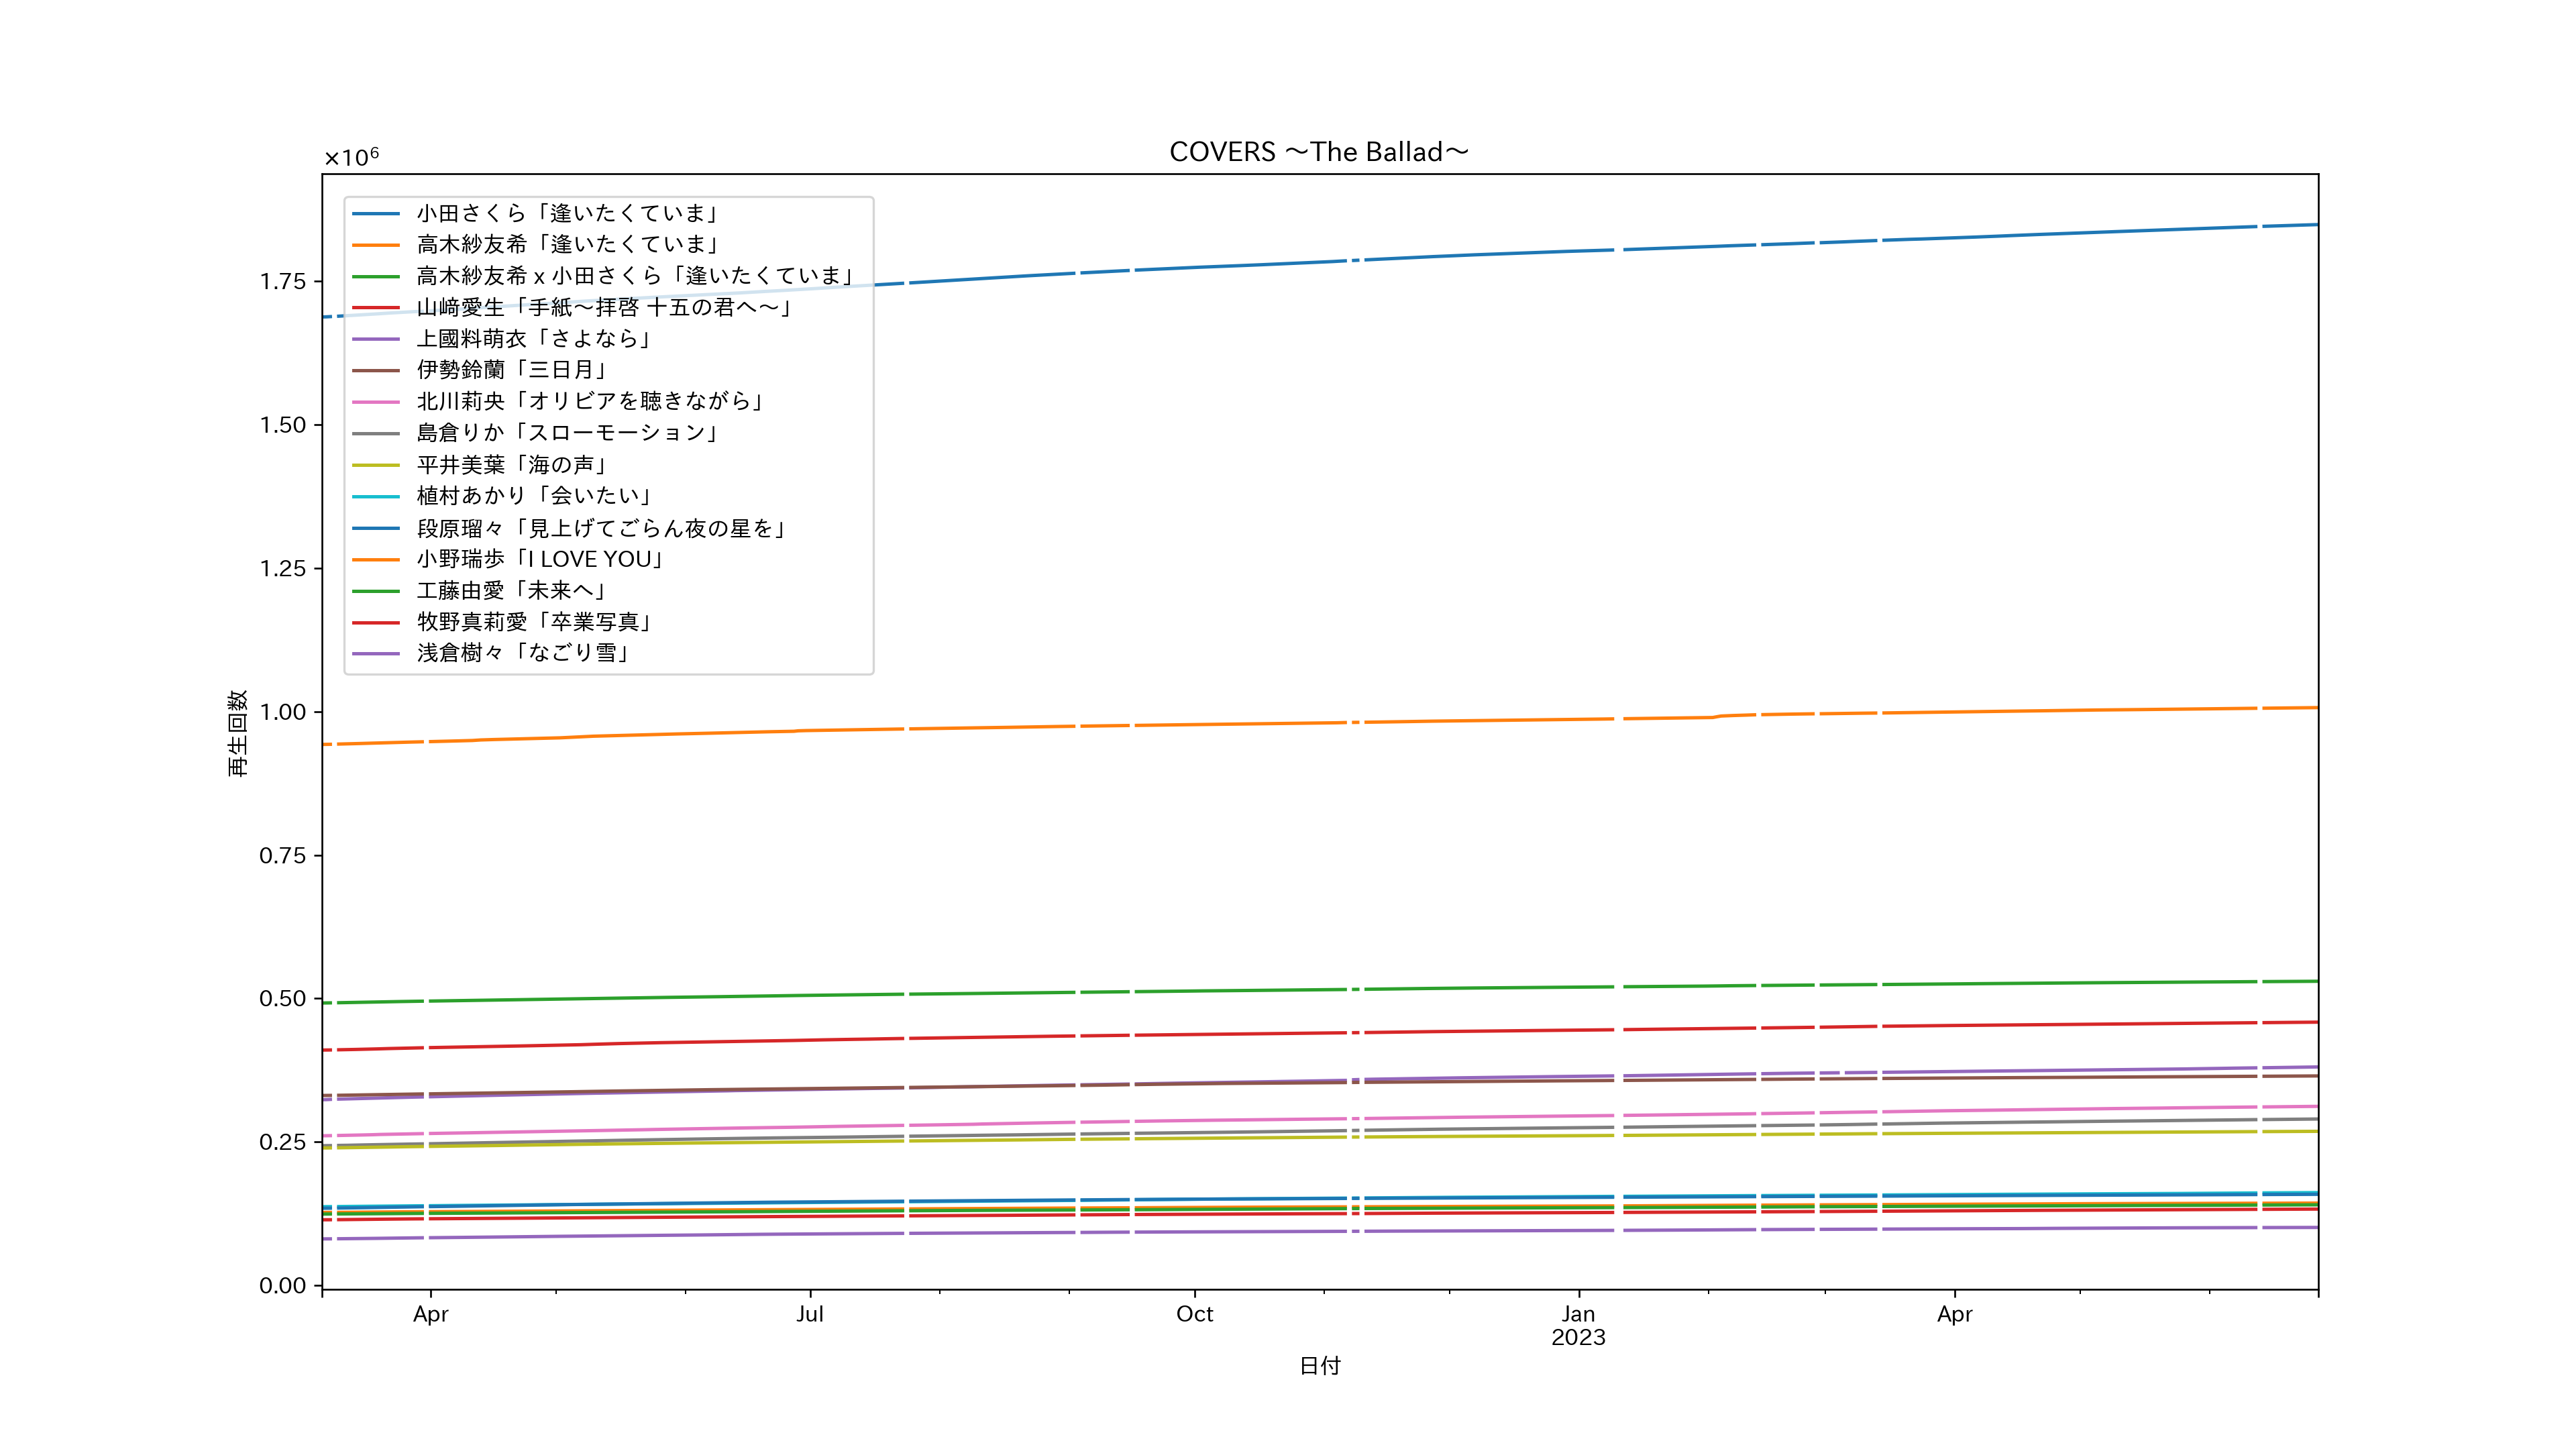 COVERS ～The Ballad～
×10⁶
小田さくら「逢いたくていま」
高木紗友希「逢いたくていま」
高木紗友希 x 小田さくら「逢いたくていま」
山﨑愛生「手紙～拝啓 十五の君へ～」
上國料萌衣「さよなら」
伊勢鈴蘭「三日月」
北川莉央「オリビアを聴きながら」
島倉りか「スローモーション」
平井美葉「海の声」
植村あかり「会いたい」
段原瑠々「見上げてごらん夜の星を」
小野瑞歩「I LOVE YOU」
工藤由愛「未来へ」
牧野真莉愛「卒業写真」
浅倉樹々「なごり雪」
1.75
1.50
1.25
1.00
0.75
0.50
0.25
0.00
再生回数
Apr Jul Oct Jan Apr
2023
日付